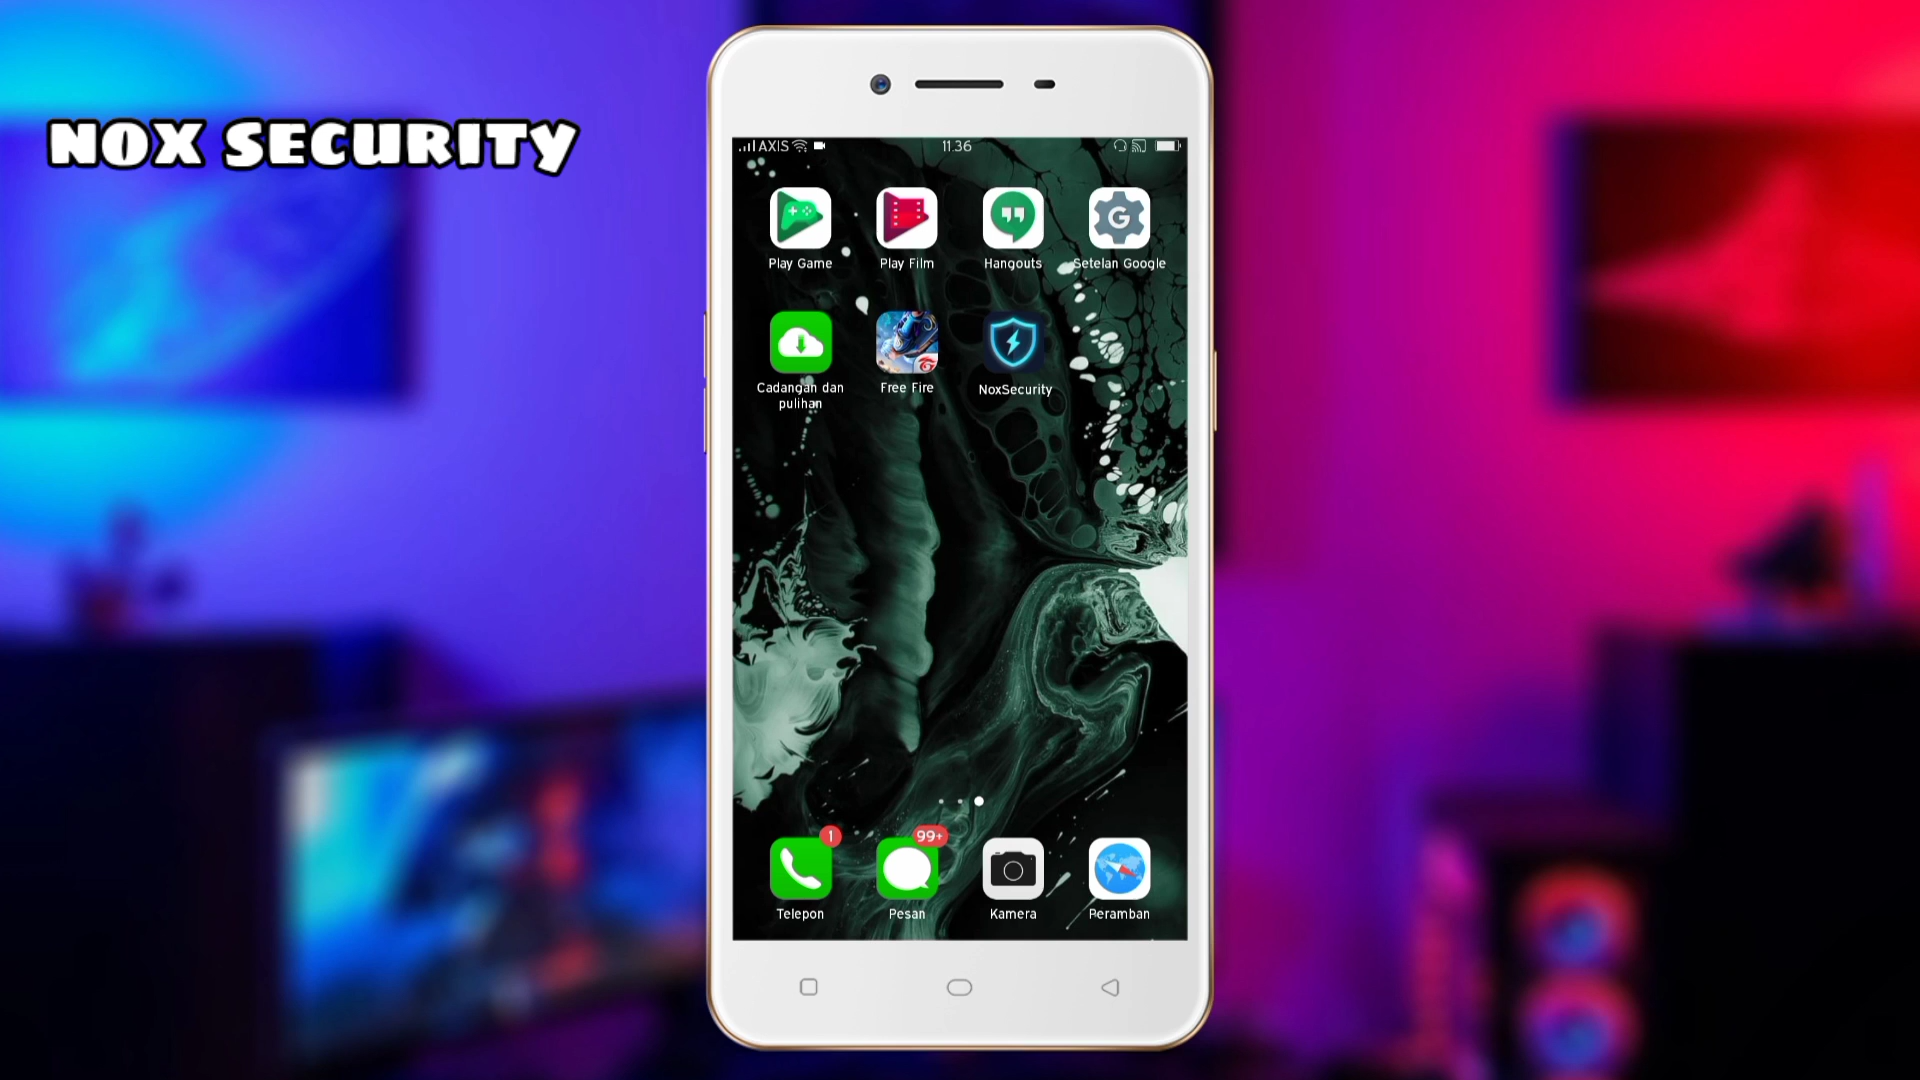 NOX SECURITY
AXIS
11.36
Play Game
Play Film
Hangouts
Setelan Google
Cadangan dan
pulihan
Free Fire
NoxSecurity
1
99+
Telepon
Pesan
Kamera
Peramban